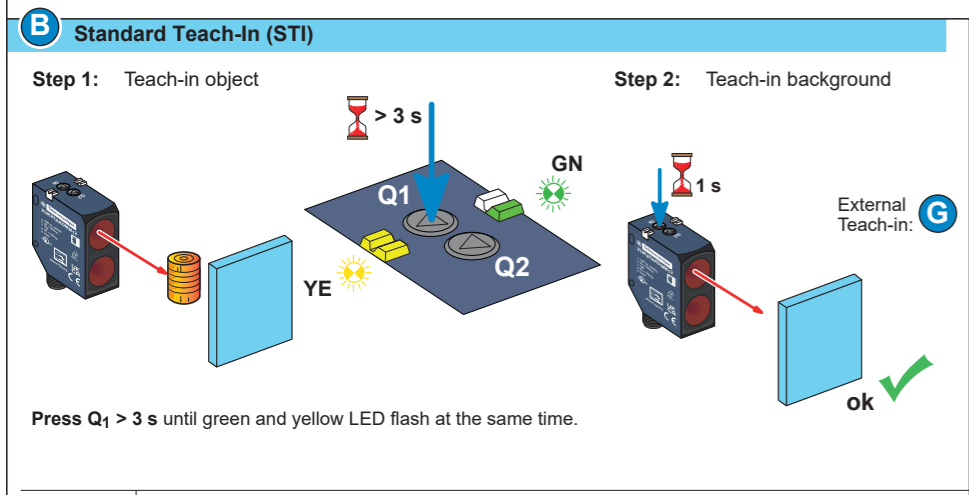 B Standard Teach-In (STI)
Step 1: Teach-in object
Step 2: Teach-in background
> 3 s
GN
Q1
Q2
YE
1 s
External
Teach-in: G
ok
Press Q1 > 3 s until green and yellow LED flash at the same time.